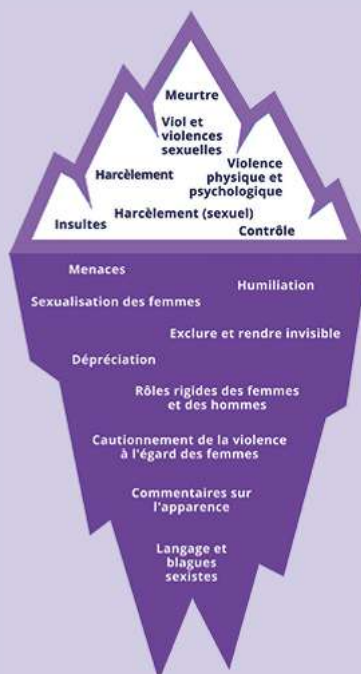 Meurtre
Viol et
violences
sexuelles
Harcèlement
Violence
physique et
psychologique
Harcèlement (sexuel)
Insultes
Contrôle
Menaces
Humiliation
Sexualisation des femmes
Exclure et rendre invisible
Dépréciation
Rôles rigides des femmes
et des hommes
Cautionnement de la violence
à l'égard des femmes
Commentaires sur
l'apparence
Langage et
blagues
sexistes